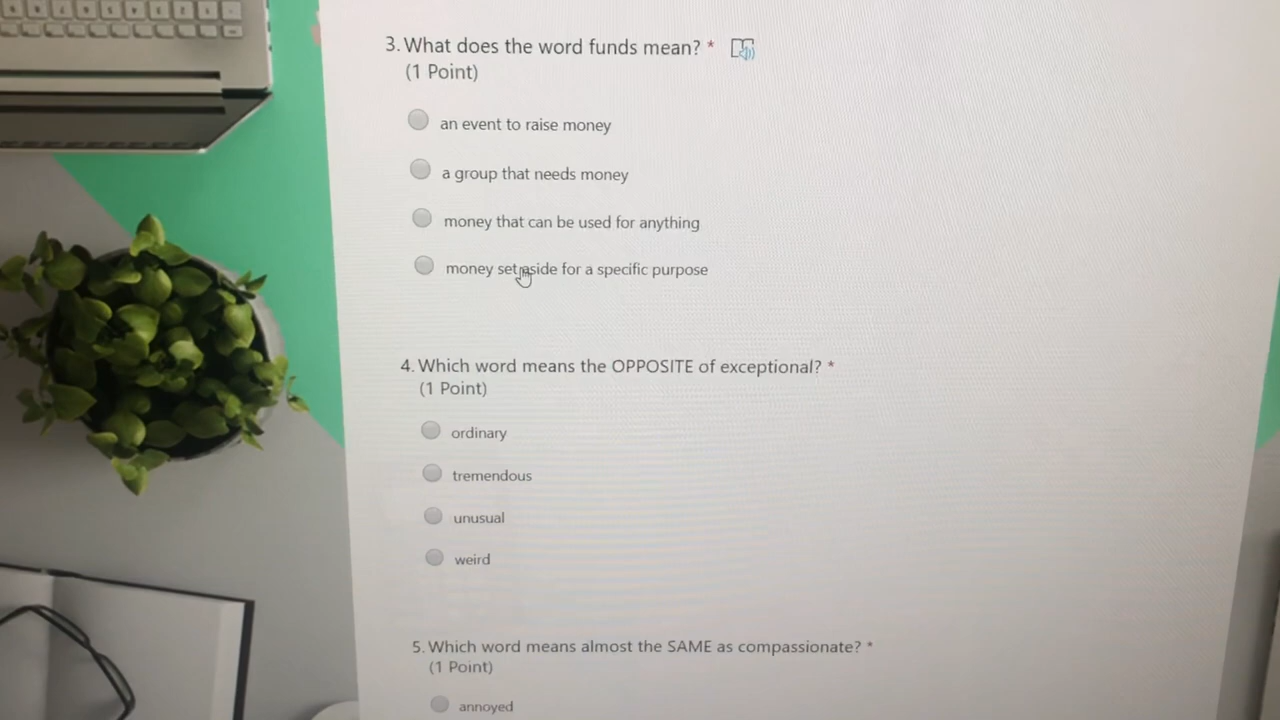 3. What does the word funds mean? *
(1 Point)
an event to raise money
a group that needs money
money that can be used for anything
money set aside for a specific purpose
4. Which word means the OPPOSITE of exceptional? *
(1 Point)
ordinary
tremendous
unusual
weird
5. Which word means almost the SAME as compassionate? *
(1 Point)
annoyed